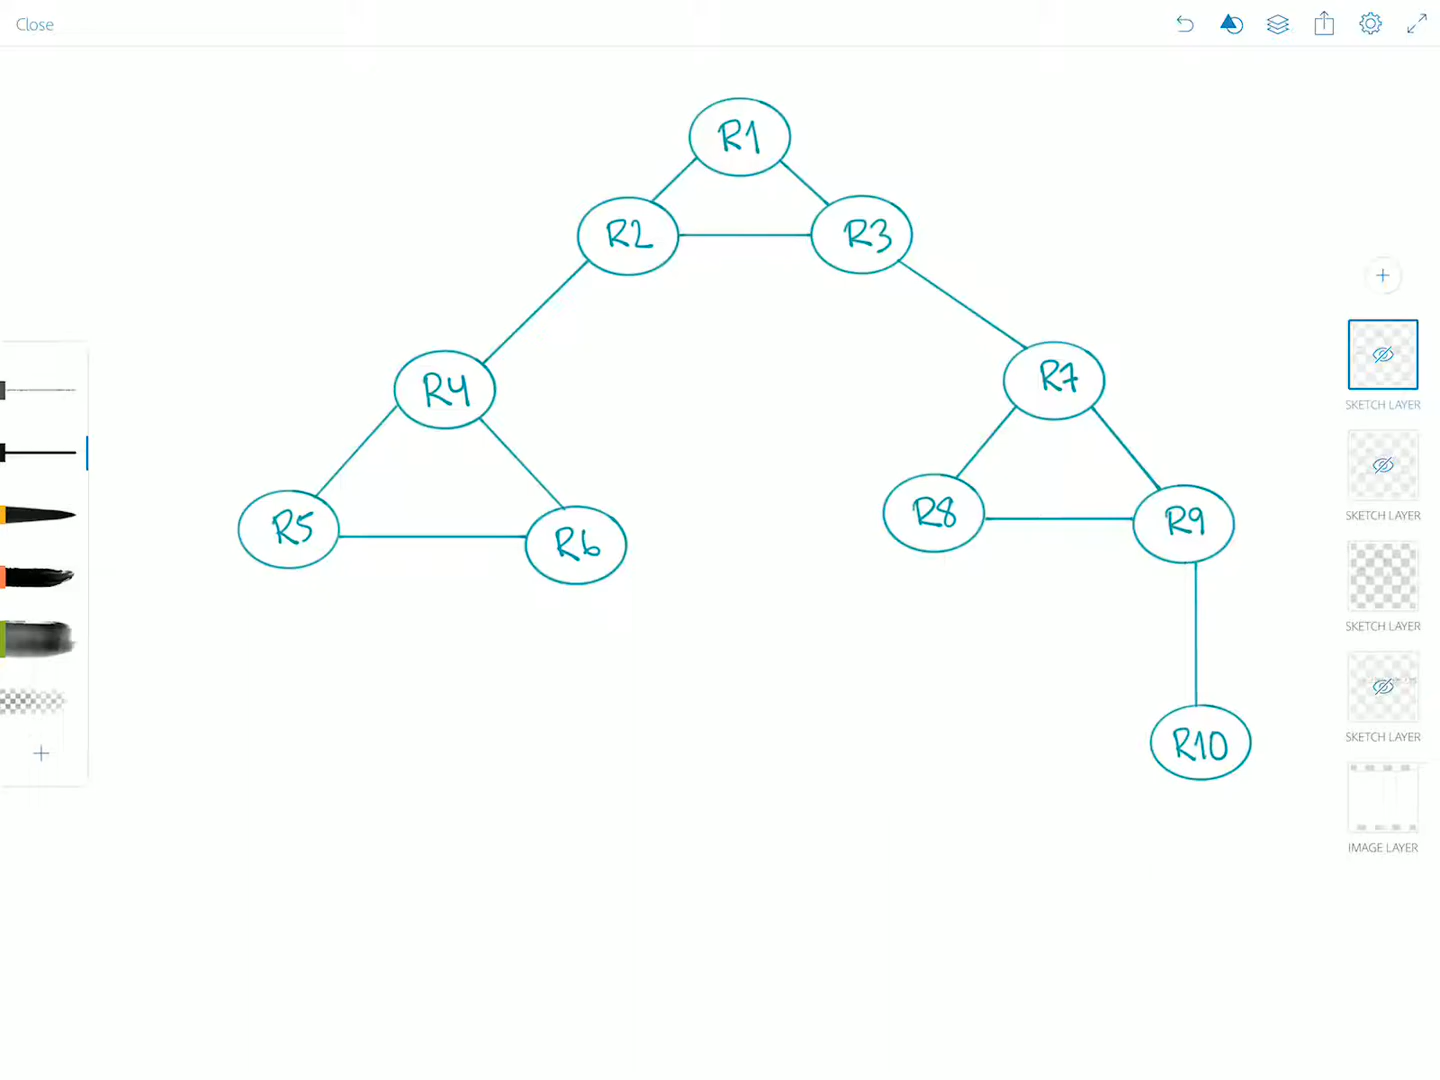 Close
R1
R2
R3
R4
R7
R5
R6
R8
R9
R10
SKETCH LAYER
SKETCH LAYER
SKETCH LAYER
SKETCH LAYER
IMAGE LAYER